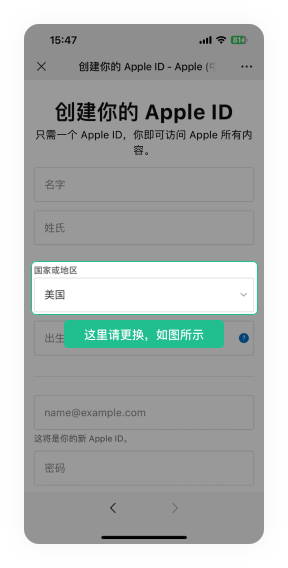 15:47
81
创建你的 Apple ID - Apple (
创建你的 Apple ID
只需一个 Apple ID，你即可访问 Apple 所有内
容。
名字
姓氏
国家或地区
美国
出生
这里请更换，如图所示
name@example.com
这将是你的新 Apple ID。
密码